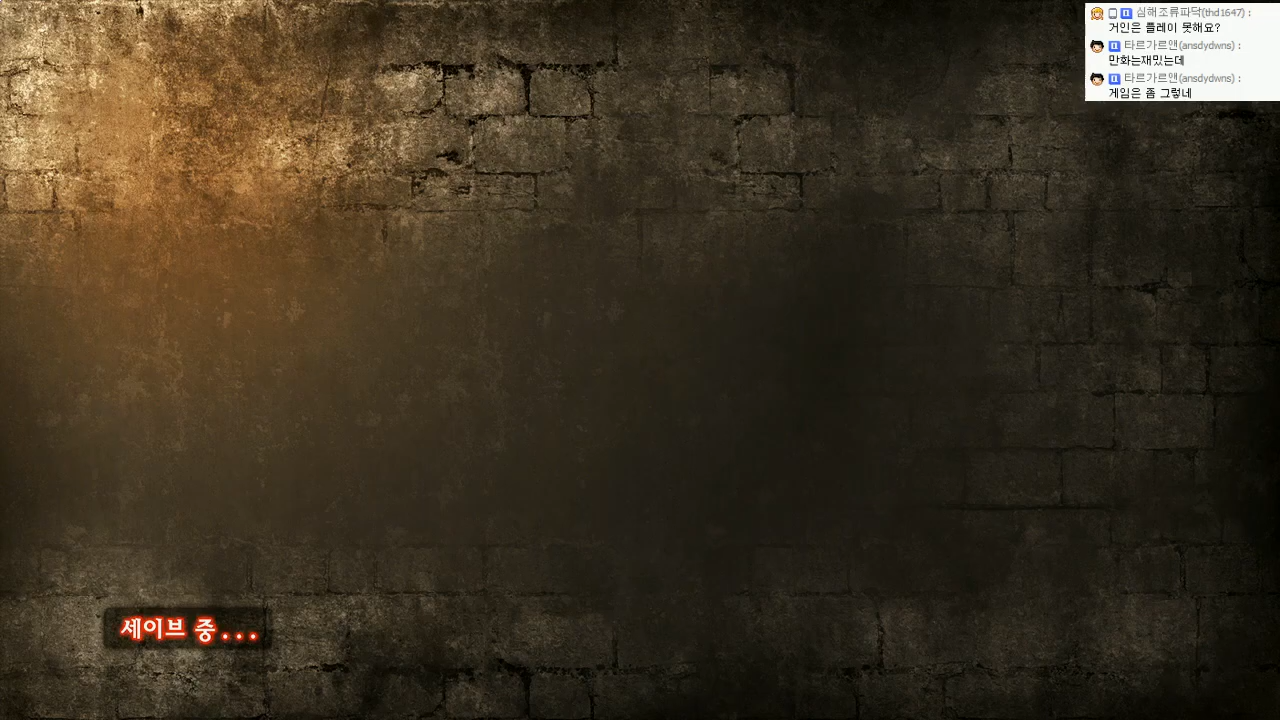 심해조류파닥(thd1647) :
거인은 플레이 못해요?
타르가르앤(ansdydwns) :
만화는재밌는데
타르가르앤(ansdydwns) :
게임은 좀 그렇네
세이브 중...